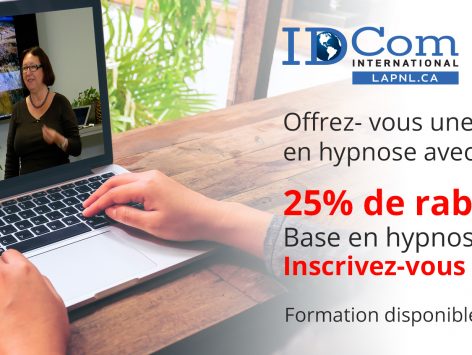 IDCom
INTERNATIONAL
LAPNL.CA
Offrez- vous une
en hypnose avec
25% de rab
Base en hypnos
Inscrivez-vous
Formation disponible